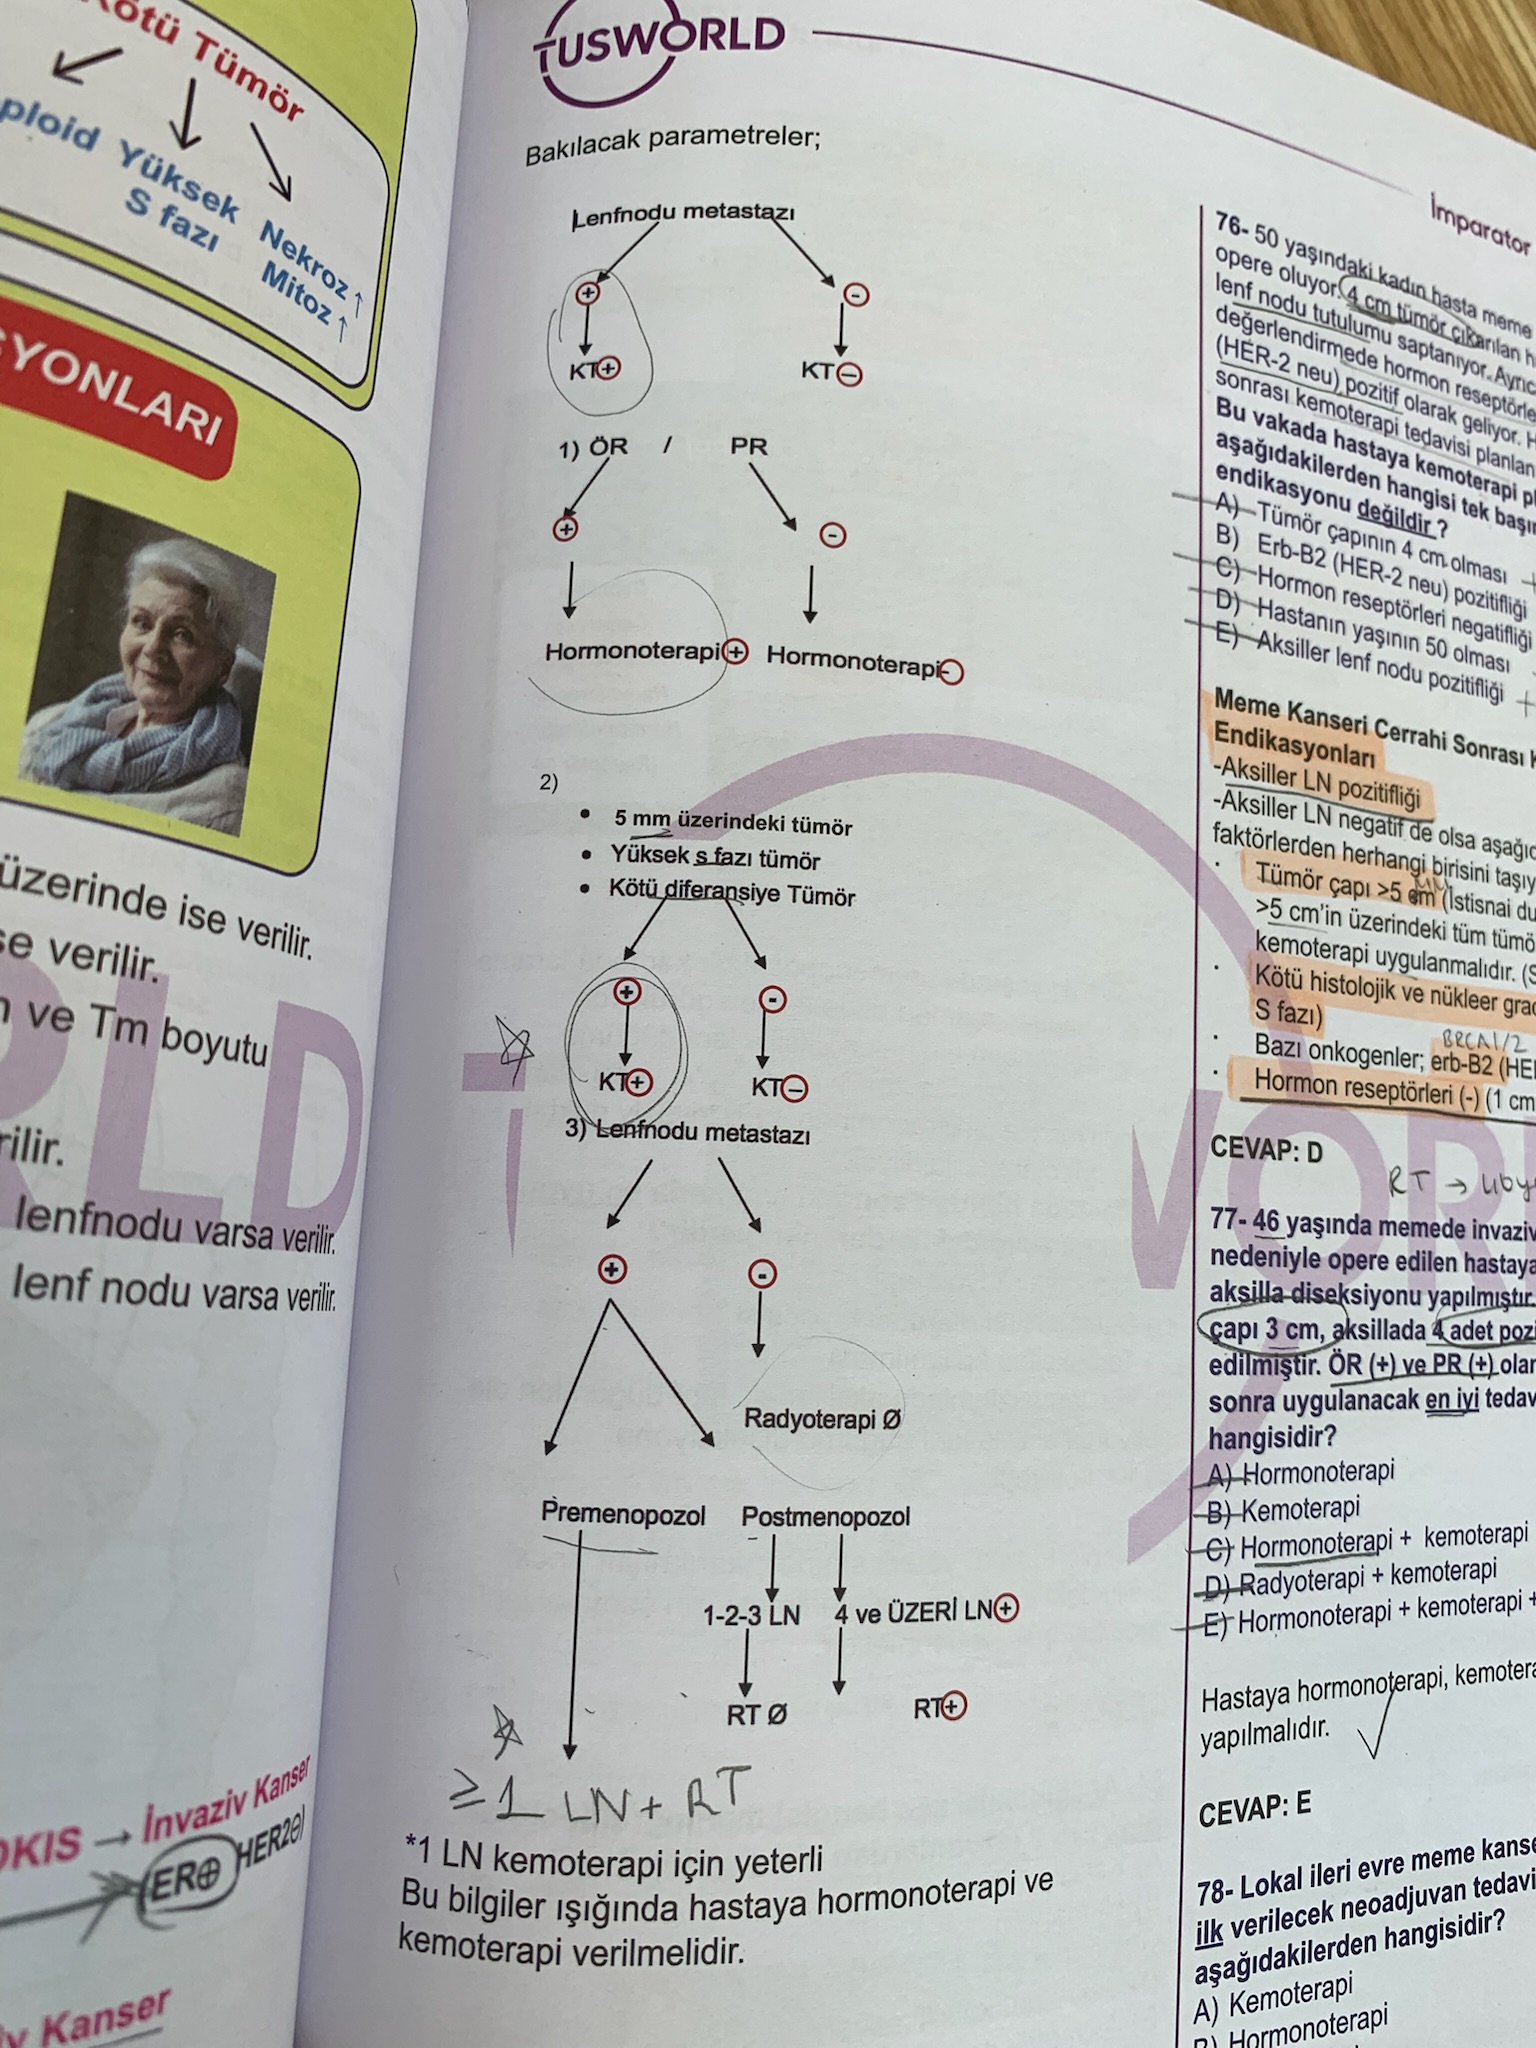 Kötü Tümör
ploid Yüksek
S fazı
Nekroz ↑
Mitoz ↑
YONLARI
üzerinde ise verilir.
se verilir.
ve Tm boyutu
rilir.
lenfnodu varsa verilir.
lenf nodu varsa verilir.
DKIS → İnvaziv Kanser
ER⊕ HER2⊖
Kanser
TUSWORLD
Bakılacak parametreler;
Lenfnodu metastazı
+ -
KT+ KT-
1) ÖR / PR
+ -
Hormonoterapi+ Hormonoterapi-
2)
• 5 mm üzerindeki tümör
• Yüksek s fazı tümör
• Kötü diferansiye Tümör
+ -
KT+ KT-
3) Lenfnodu metastazı
+ -
Radyoterapi Ø
Premenopozol Postmenopozol
1-2-3 LN 4 ve ÜZERİ LN+
RT Ø RT+
≥1 LN + RT
*1 LN kemoterapi için yeterli
Bu bilgiler ışığında hastaya hormonoterapi ve
kemoterapi verilmelidir.
İmparator
76- 50 yaşındaki kadın hasta meme
opere oluyor. 4 cm tümör çıkarılan
lenf nodu tutulumu saptanıyor. Ayrıc
değerlendirmede hormon reseptörle
(HER-2 neu) pozitif olarak geliyor. H
sonrası kemoterapi tedavisi planlan
Bu vakada hastaya kemoterapi pl
aşağıdakilerden hangisi tek başın
endikasyonu değildir?
A) Tümör çapının 4 cm olması
B) Erb-B2 (HER-2 neu) pozitifliği
C) Hormon reseptörleri negatifliği
D) Hastanın yaşının 50 olması
E) Aksiller lenf nodu pozitifliği +
Meme Kanseri Cerrahi Sonrası K
Endikasyonları
-Aksiller LN pozitifliği
-Aksiller LN negatif de olsa aşağıd
faktörlerden herhangi birisini taşıy
· Tümör çapı >5 cm (İstisnai du
mm
>5 cm'in üzerindeki tüm tümö
kemoterapi uygulanmalıdır. (S
· Kötü histolojik ve nükleer grad
S fazı)
BRCA1/2
· Bazı onkogenler; erb-B2 (HE
· Hormon reseptörleri (-) (1 cm
CEVAP: D
RT →
77- 46 yaşında memede invaziv
nedeniyle opere edilen hastaya
aksilla diseksiyonu yapılmıştır.
çapı 3 cm, aksillada 4 adet pozi
edilmiştir. ÖR (+) ve PR (+) olan
sonra uygulanacak en iyi tedav
hangisidir?
A) Hormonoterapi
B) Kemoterapi
C) Hormonoterapi + kemoterapi
D) Radyoterapi + kemoterapi
E) Hormonoterapi + kemoterapi +
Hastaya hormonoterapi, kemotera
yapılmalıdır.
CEVAP: E
78- Lokal ileri evre meme kanse
ilk verilecek neoadjuvan tedavi
aşağıdakilerden hangisidir?
A) Kemoterapi
B) Hormonoterapi